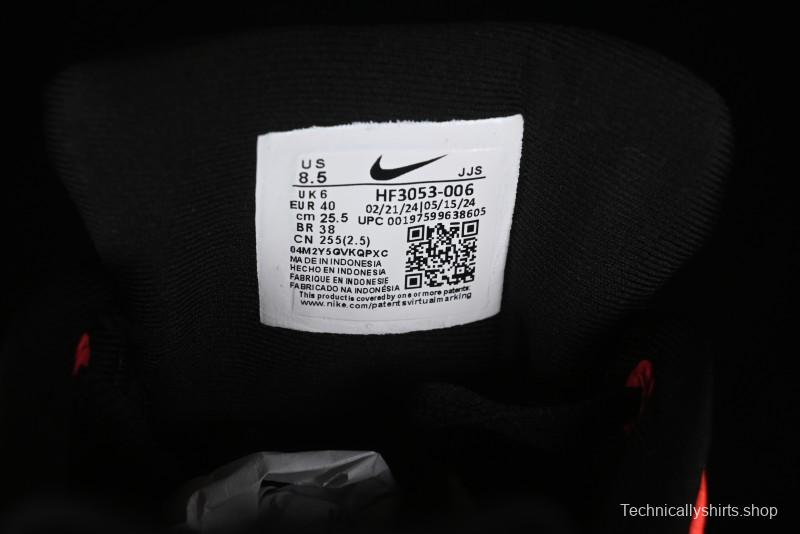 US
8.5
JJS
UK 6
EUR 40
cm 25.5
BR 38
CN 255(2.5)
HF3053-006
02/21/24|05/15/24
UPC 00197599638605
04M2Y5QVKQPXC
MADE IN INDONESIA
HECHO EN INDONESIA
FABRIQUE EN INDONESIE
FABRICADO NA INDONÉSIA
This product is covered by one or more patents.
www.nike.com/patentsvirtualmarking
Technicallyshirts.shop